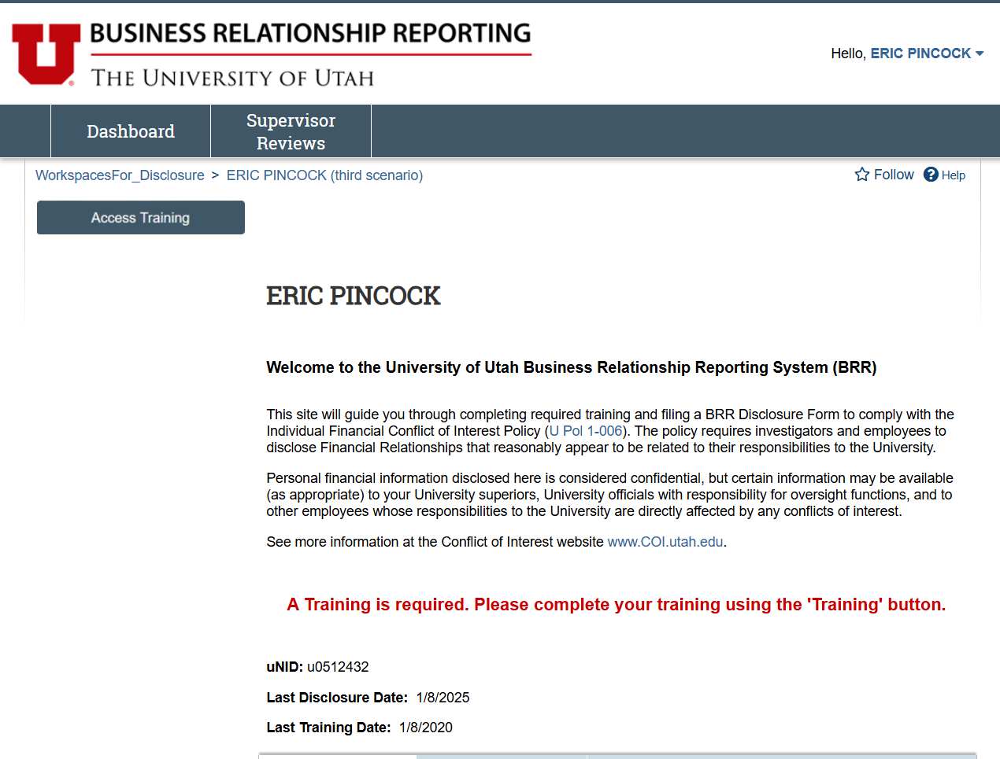 BUSINESS RELATIONSHIP REPORTING
THE UNIVERSITY OF UTAH
Hello, ERIC PINCOCK
Dashboard
Supervisor
Reviews
WorkspacesFor_Disclosure > ERIC PINCOCK (third scenario)
Follow ? Help
Access Training
ERIC PINCOCK
Welcome to the University of Utah Business Relationship Reporting System (BRR)
This site will guide you through completing required training and filing a BRR Disclosure Form to comply with the
Individual Financial Conflict of Interest Policy (U Pol 1-006). The policy requires investigators and employees to
disclose Financial Relationships that reasonably appear to be related to their responsibilities to the University.
Personal financial information disclosed here is considered confidential, but certain information may be available
(as appropriate) to your University superiors, University officials with responsibility for oversight functions, and to
other employees whose responsibilities to the University are directly affected by any conflicts of interest.
See more information at the Conflict of Interest website www.COI.utah.edu.
A Training is required. Please complete your training using the 'Training' button.
uNID: u0512432
Last Disclosure Date: 1/8/2025
Last Training Date: 1/8/2020